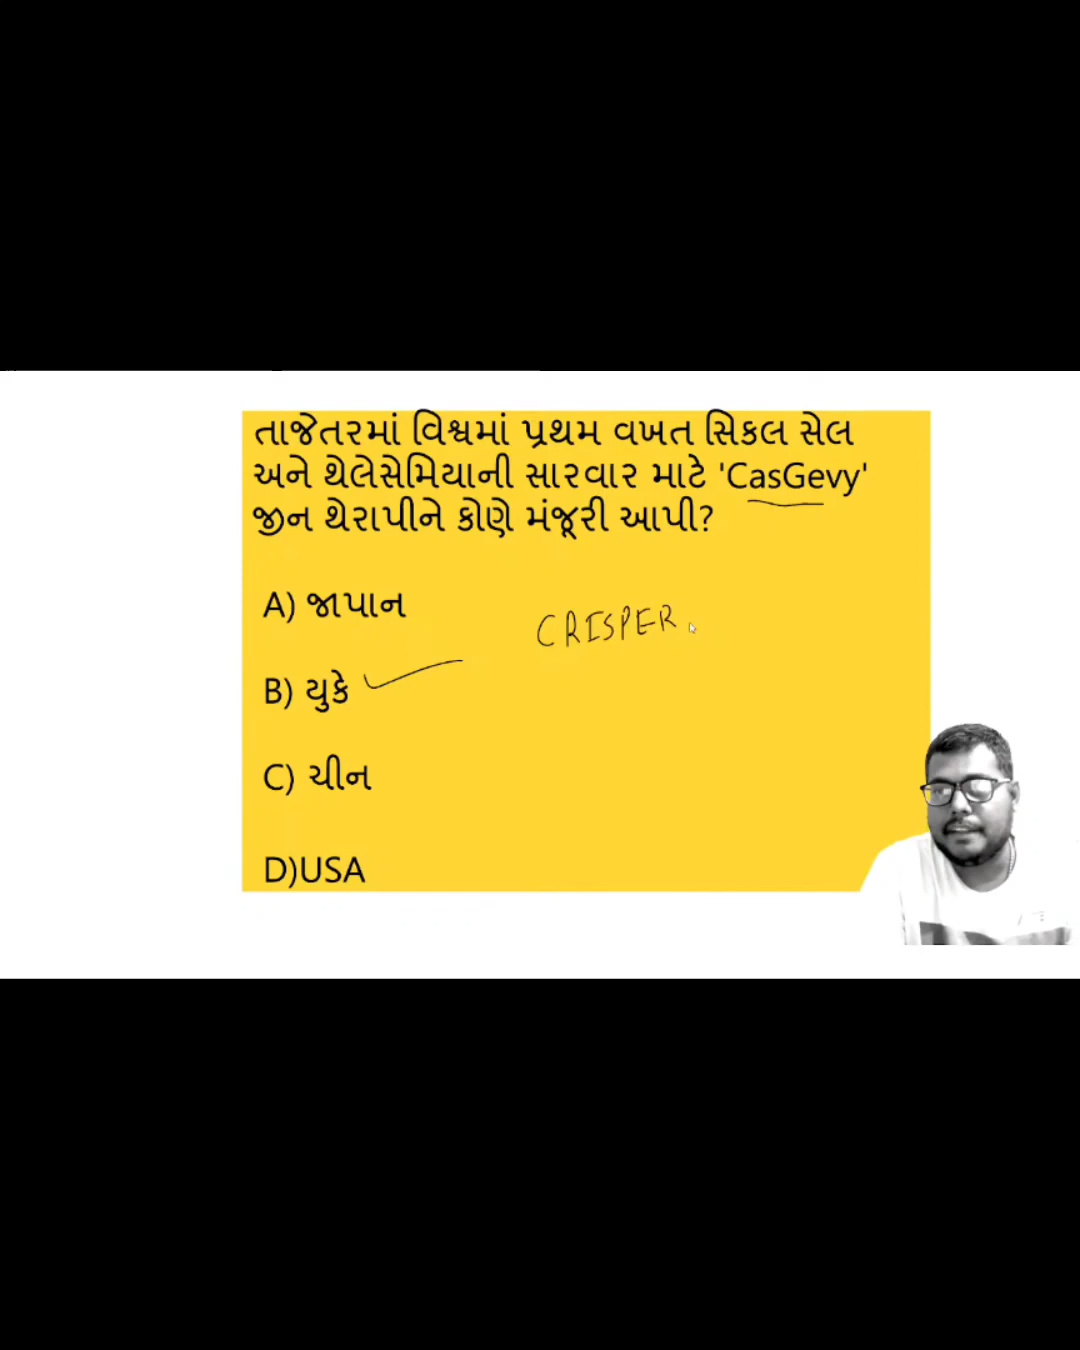 તાજેતરમાં વિશ્વમાં પ્રથમ વખત સિકલ સેલ
અને થેલેસેમિયાની સારવાર માટે 'CasGevy'
જીન થેરાપીને કોણે મંજૂરી આપી?
A) જાપાન
CRISPER.
B) યુકે
C) ચીન
D)USA